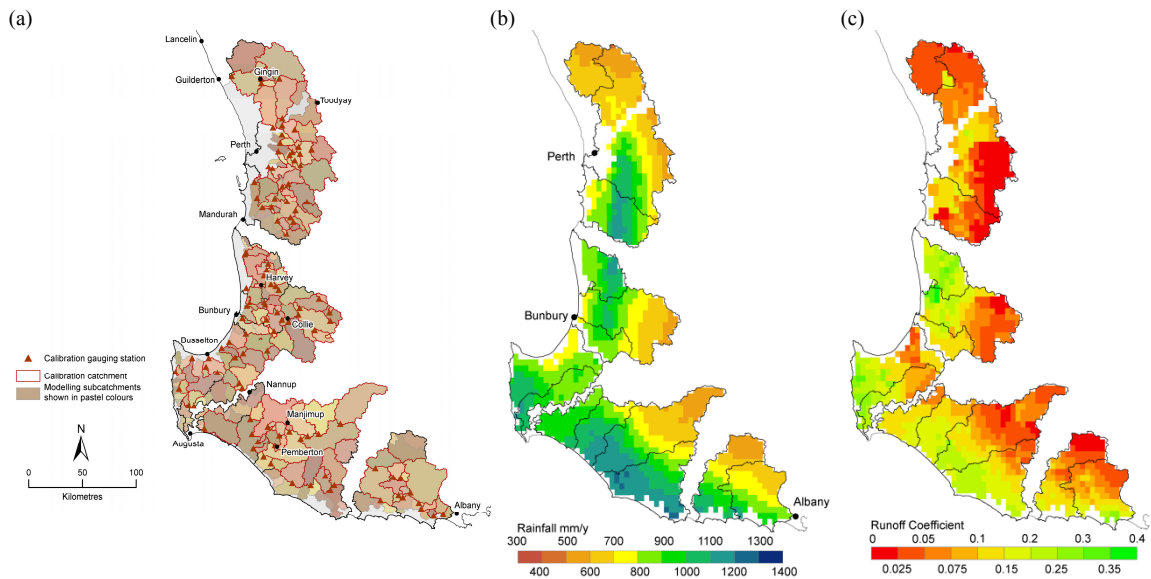 (a)
Lancelin
Guilderton
Gingin
Toodyay
Perth
Mandurah
Harvey
Bunbury
Collie
Busselton
Nannup
Manjimup
Augusta
Pemberton
Albany
Calibration gauging station
Calibration catchment
Modelling subcatchments
shown in pastel colours
N
0 50 100
Kilometres
(b)
Perth
Bunbury
Albany
Rainfall mm/y
300 500 700 900 1100 1300
400 600 800 1000 1200 1400
(c)
Runoff Coefficient
0 0.05 0.1 0.2 0.3 0.4
0.025 0.075 0.15 0.25 0.35